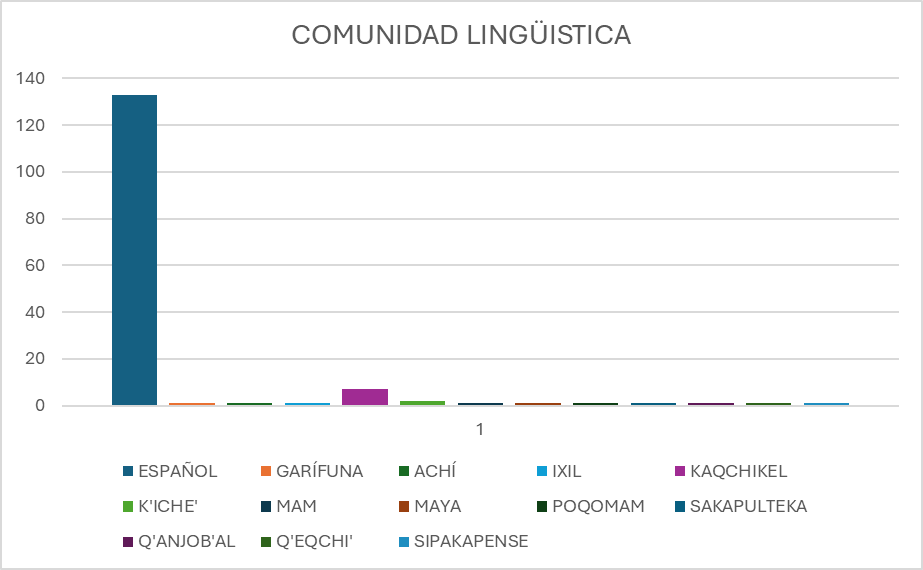 COMUNIDAD LINGÜISTICA
140
120
100
80
60
40
20
0
1
ESPAÑOL GARÍFUNA ACHÍ IXIL KAQCHIKEL
K'ICHE' MAM MAYA POQOMAM SAKAPULTEKA
Q'ANJOB'AL Q'EQCHI' SIPAKAPENSE